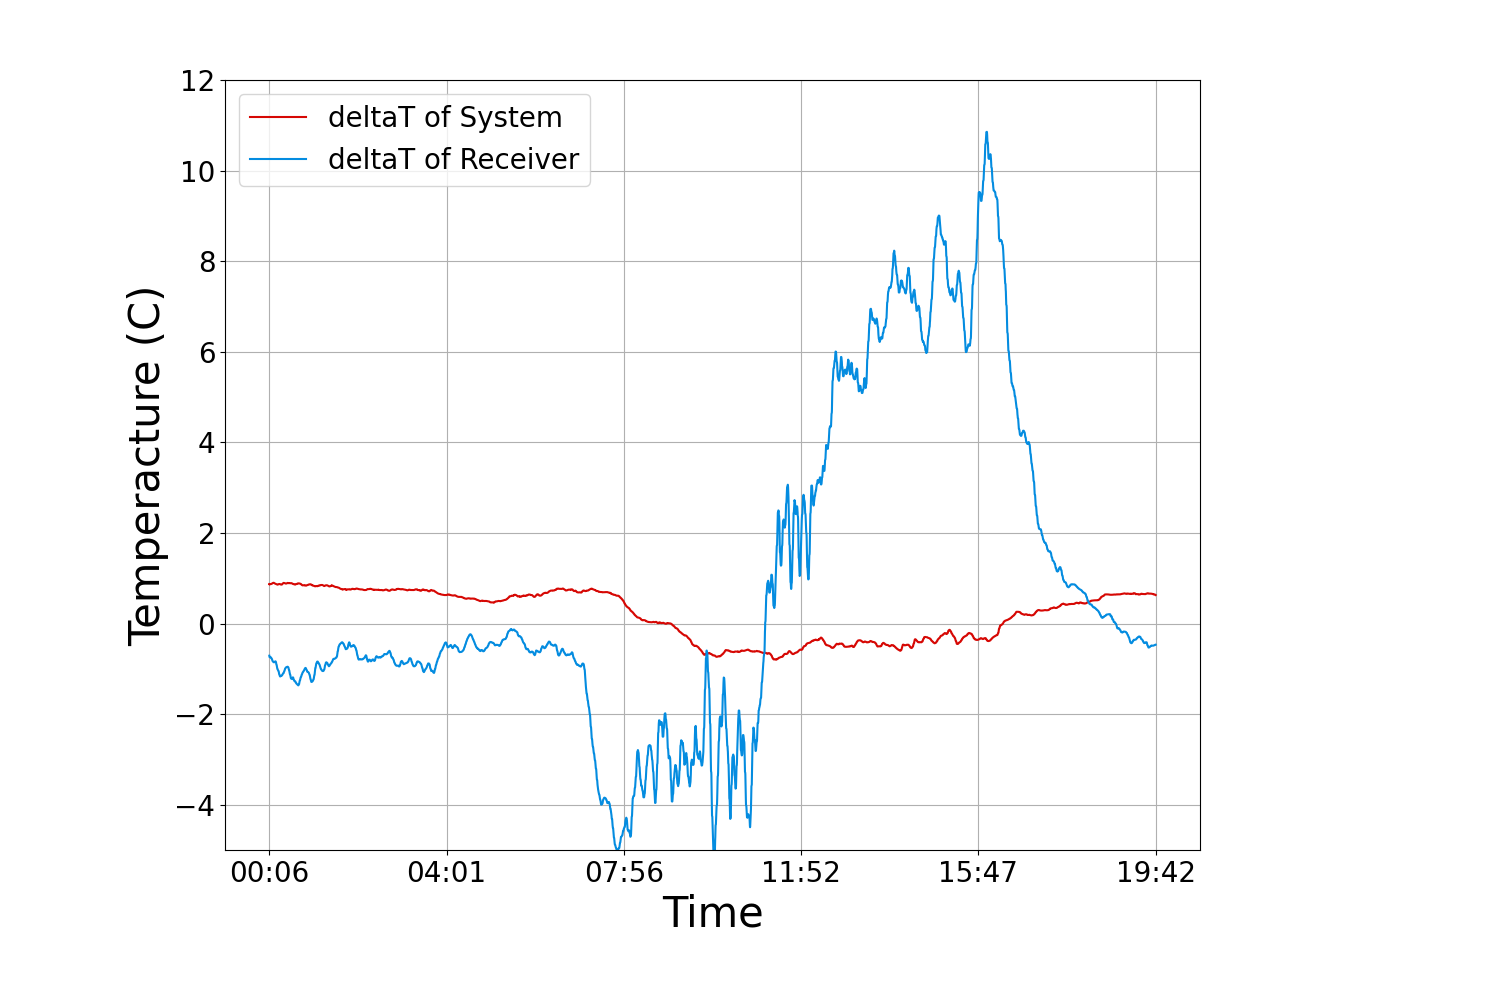 12
10
8
6
4
2
0
−2
−4
deltaT of System
deltaT of Receiver
Temperacture (C)
00:06 04:01 07:56 11:52 15:47 19:42
Time